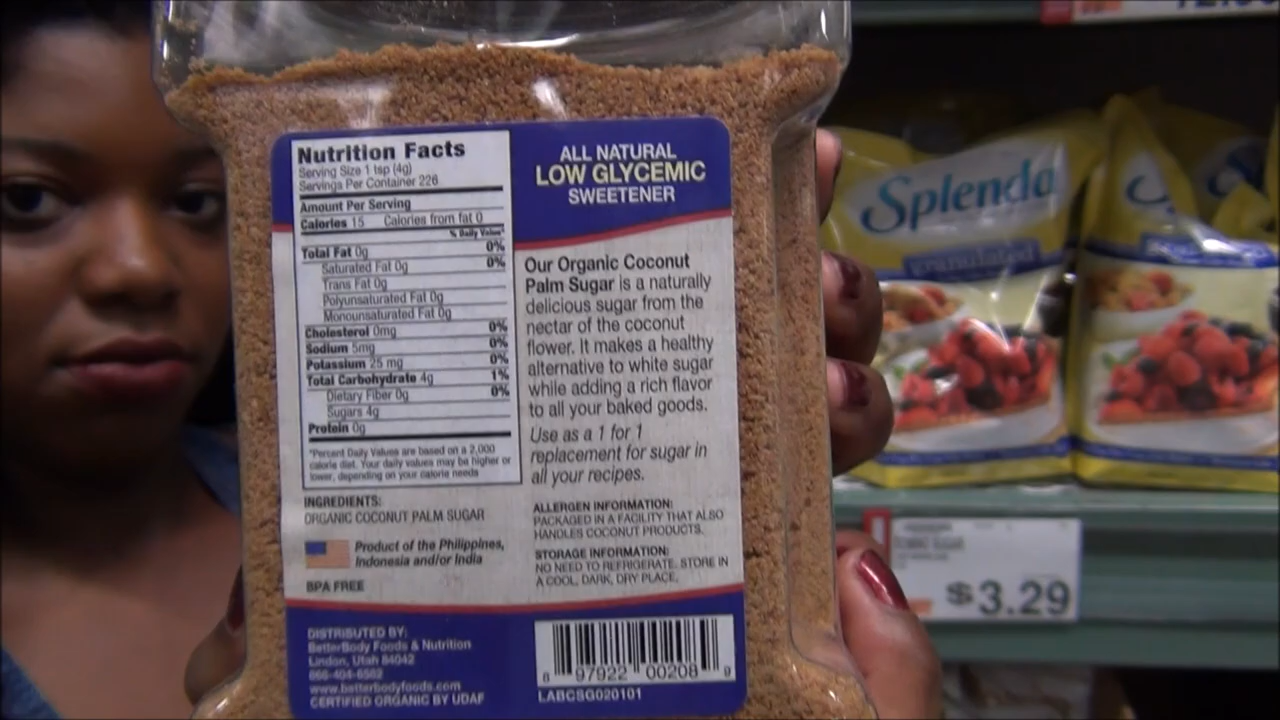 Nutrition Facts
Serving Size 1 tsp (4g)
Servings Per Container 226
Amount Per Serving
Calories 15 Calories from fat 0
% Daily Value*
Total Fat 0g 0%
Saturated Fat 0g 0%
Trans Fat 0g
Polyunsaturated Fat 0g
Monounsaturated Fat 0g
Cholesterol 0mg 0%
Sodium 5mg 0%
Potassium 25 mg 0%
Total Carbohydrate 4g 1%
Dietary Fiber 0g 0%
Sugars 4g
Protein 0g
*Percent Daily Values are based on a 2,000
calorie diet. Your daily values may be higher or
lower, depending on your calorie needs
INGREDIENTS:
ORGANIC COCONUT PALM SUGAR
Product of the Philippines,
Indonesia and/or India
BPA FREE
DISTRIBUTED BY:
BetterBody Foods & Nutrition
Lindon, Utah 84042
866-404-6582
www.betterbodyfoods.com
CERTIFIED ORGANIC BY UDAF
ALL NATURAL
LOW GLYCEMIC
SWEETENER
Our Organic Coconut
Palm Sugar is a naturally
delicious sugar from the
nectar of the coconut
flower. It makes a healthy
alternative to white sugar
while adding a rich flavor
to all your baked goods.
Use as a 1 for 1
replacement for sugar in
all your recipes.
ALLERGEN INFORMATION:
PACKAGED IN A FACILITY THAT ALSO
HANDLES COCONUT PRODUCTS.
STORAGE INFORMATION:
NO NEED TO REFRIGERATE. STORE IN
A COOL, DARK, DRY PLACE.
8 97922 00208 9
LABCSG020101
Splenda
granulated
$3.29